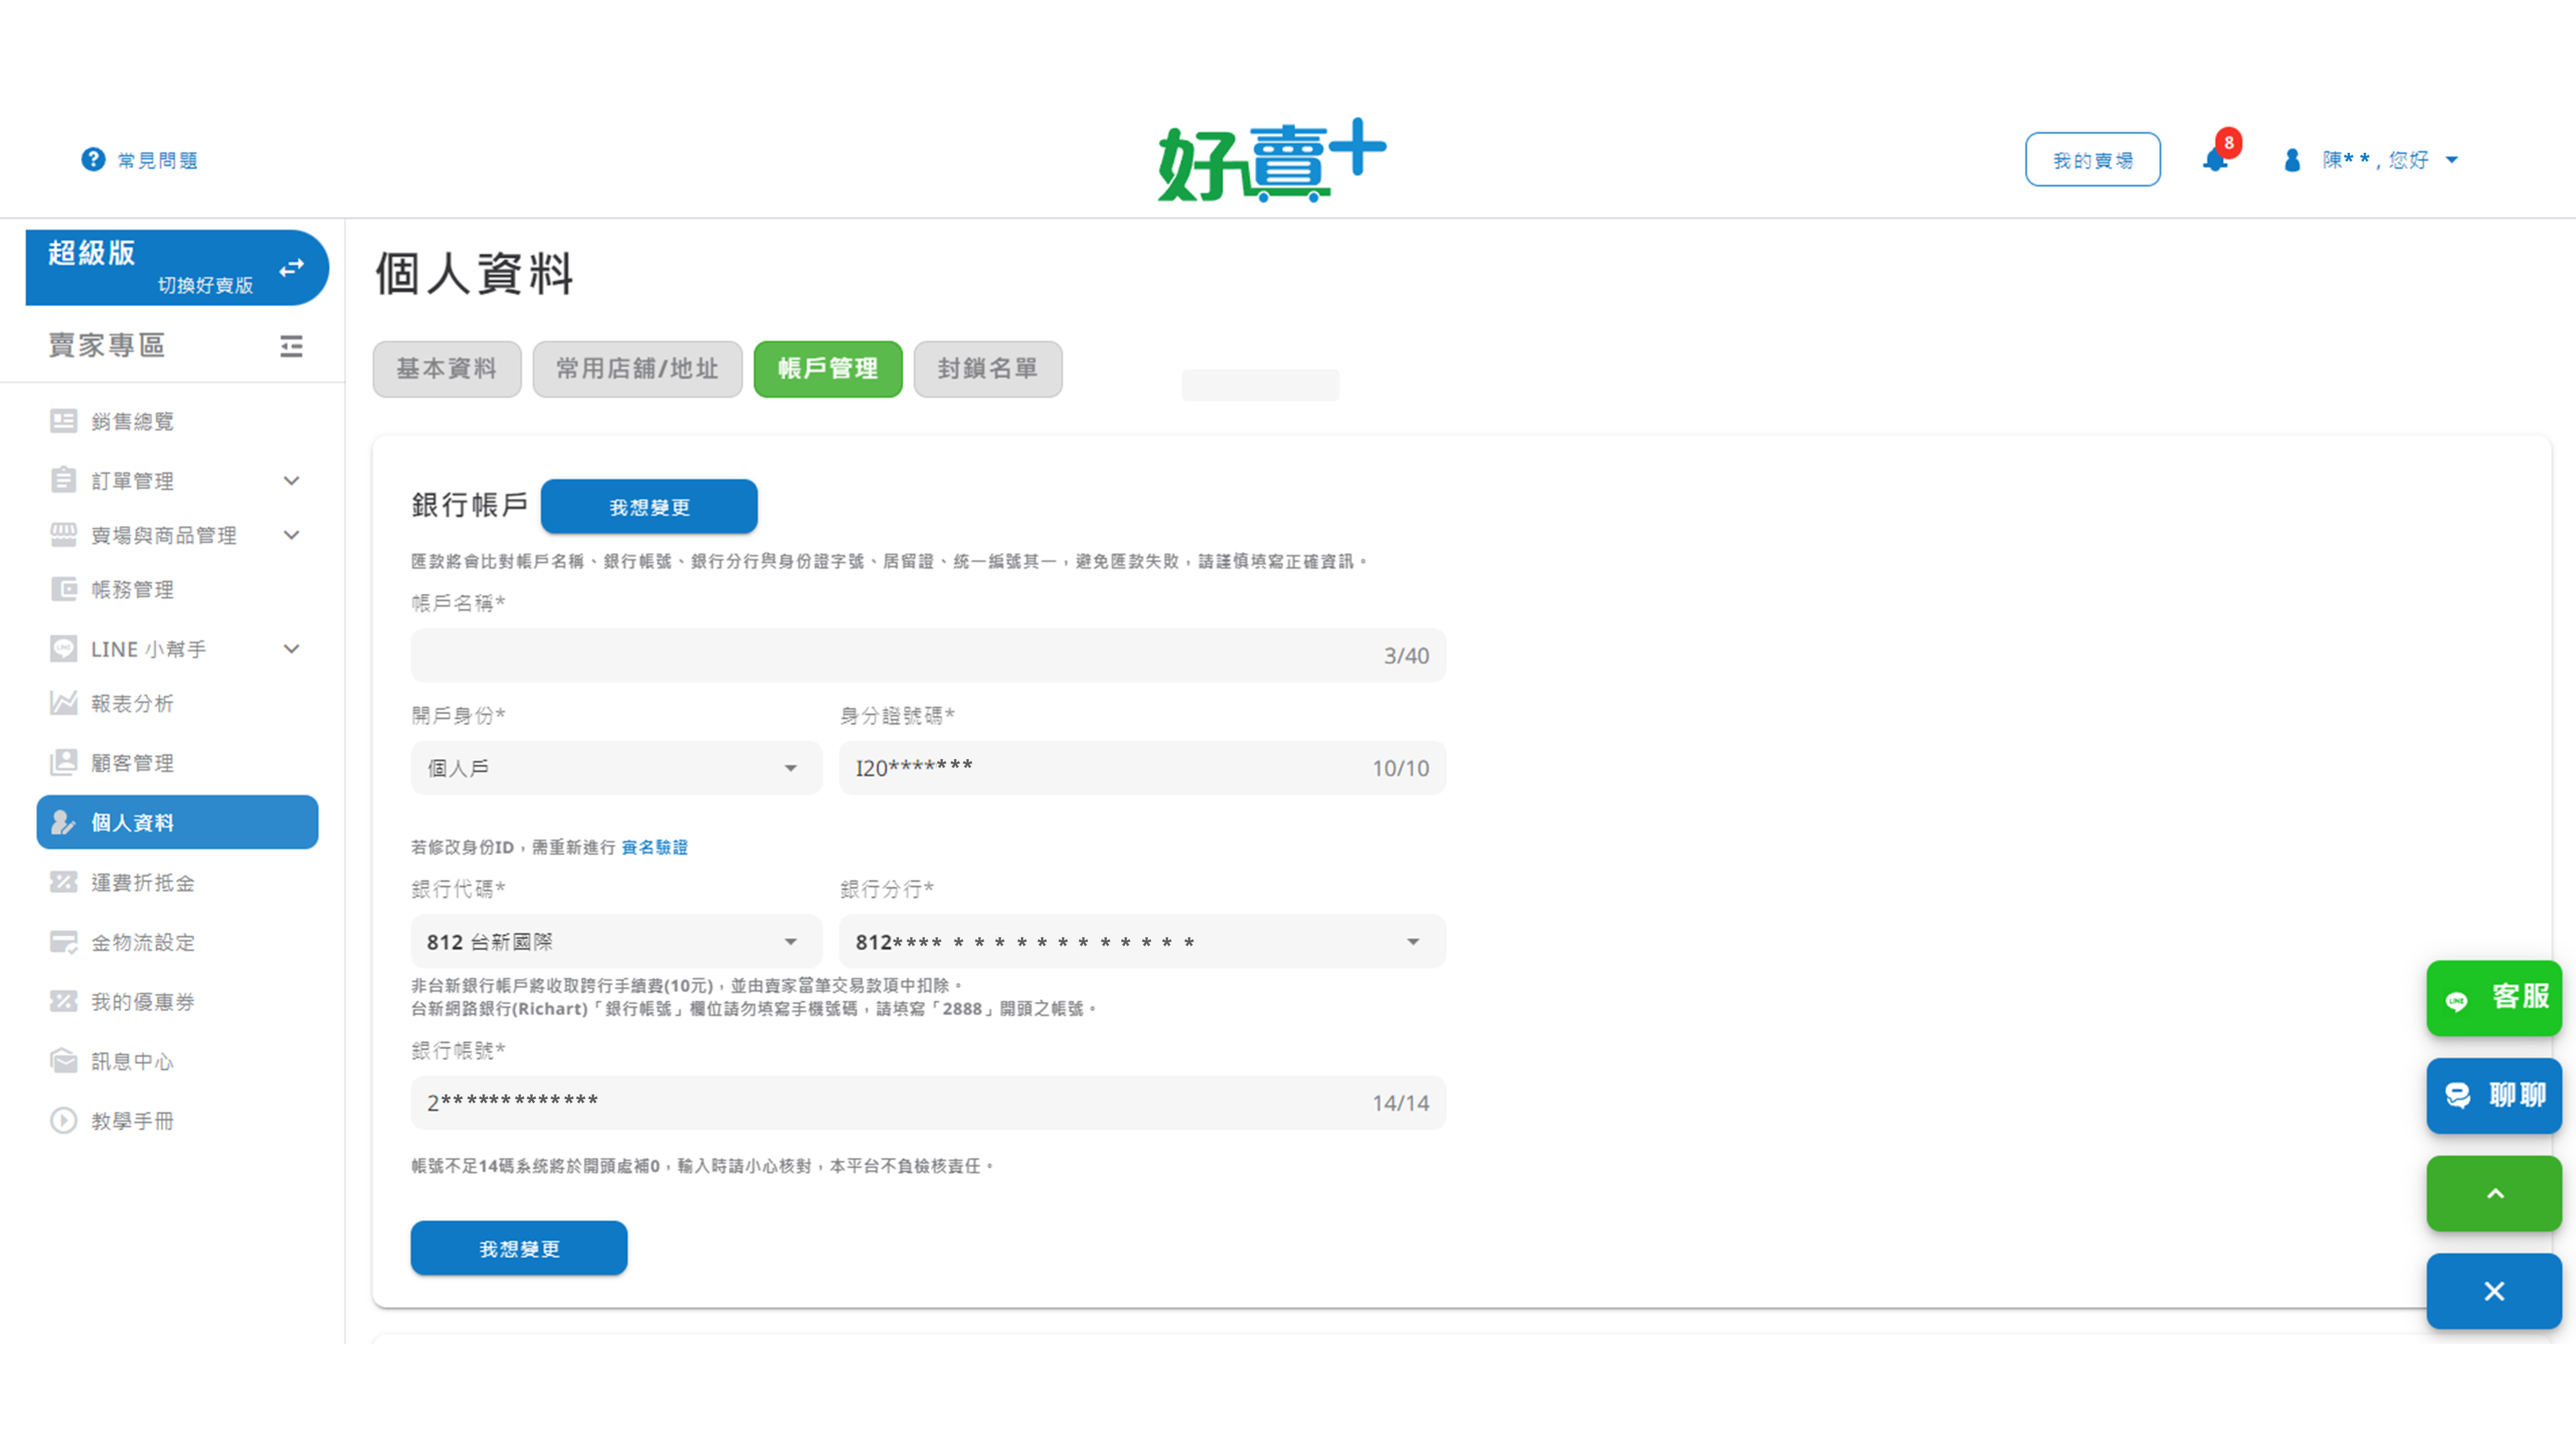 常見問題
好賣+
我的賣場
8
陳**, 您好
超級版
切換好賣版
賣家專區
銷售總覽
訂單管理
賣場與商品管理
帳務管理
LINE 小幫手
報表分析
顧客管理
個人資料
運費折抵金
金物流設定
我的優惠券
訊息中心
教學手冊
個人資料
基本資料
常用店舖/地址
帳戶管理
封鎖名單
銀行帳戶
我想變更
匯款將會比對帳戶名稱、銀行帳號、銀行分行與身份證字號、居留證、統一編號其一，避免匯款失敗，請謹慎填寫正確資訊。
帳戶名稱*
3/40
開戶身份*
身分證號碼*
個人戶
I20*******
10/10
若修改身份ID，需重新進行 實名驗證
銀行代碼*
銀行分行*
812 台新國際
812**** * * * * * * * * * * * *
非台新銀行帳戶將收取跨行手續費(10元)，並由賣家當筆交易款項中扣除。
台新網路銀行(Richart)「銀行帳號」欄位請勿填寫手機號碼，請填寫「2888」開頭之帳號。
銀行帳號*
2*************
14/14
帳號不足14碼系統將於開頭處補0，輸入時請小心核對，本平台不負檢核責任。
我想變更
LINE
客服
聊聊